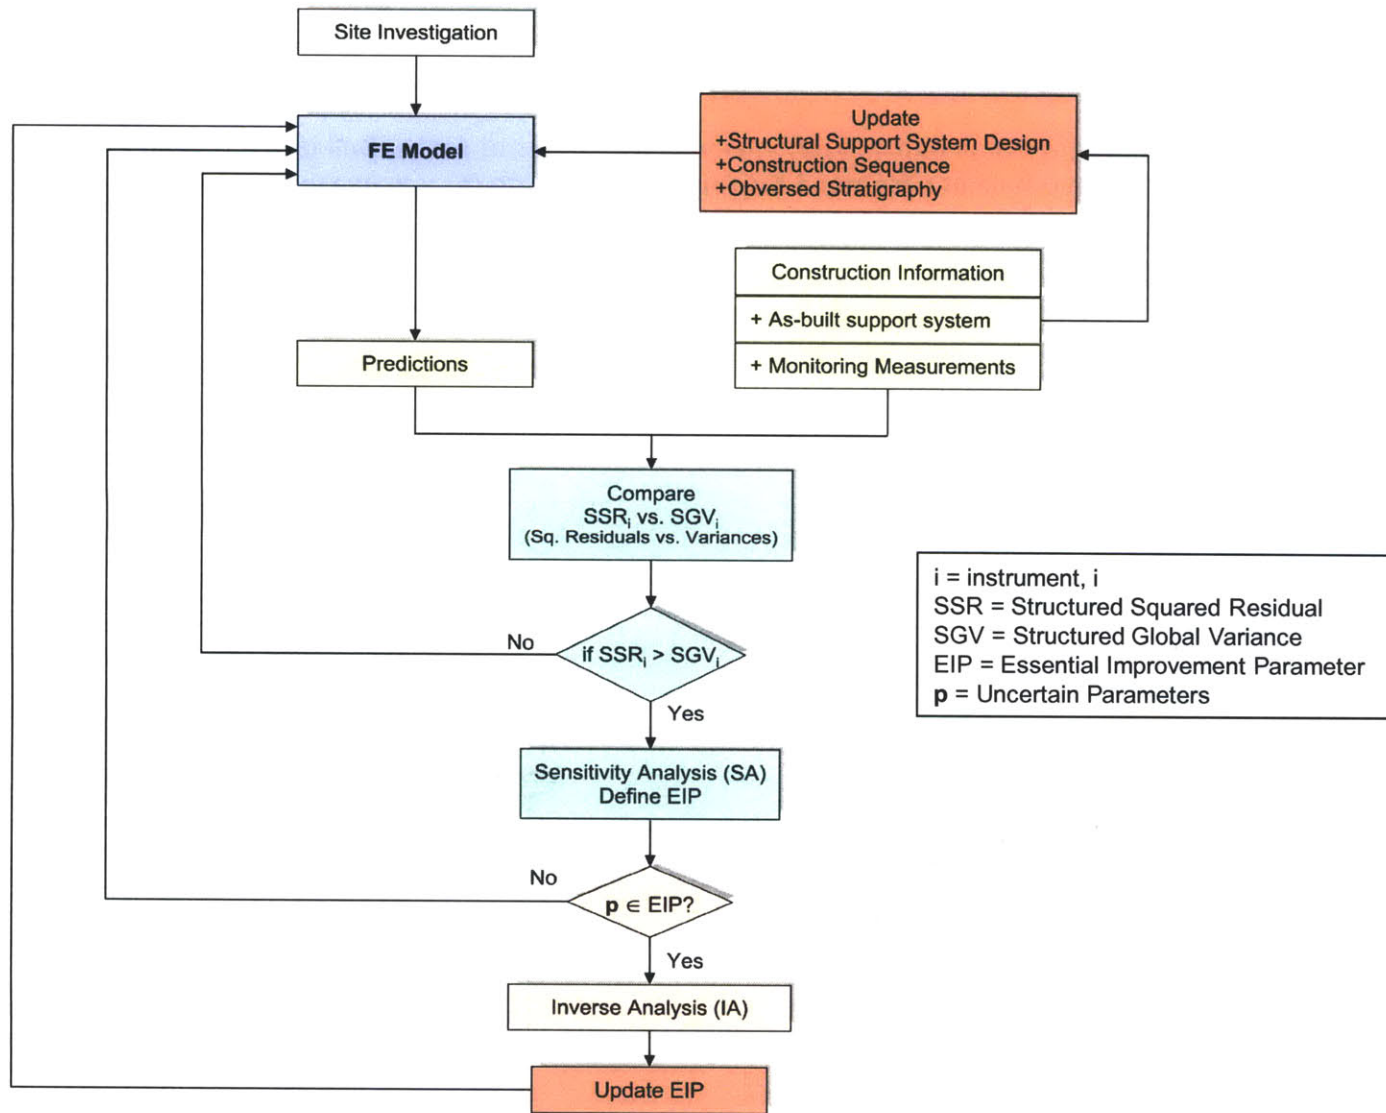 Site Investigation
FE Model
Update
+Structural Support System Design
+Construction Sequence
+Obversed Stratigraphy
Construction Information
+ As-built support system
+ Monitoring Measurements
Predictions
Compare
SSRi vs. SGVi
(Sq. Residuals vs. Variances)
if SSRi > SGVi
No
Yes
Sensitivity Analysis (SA)
Define EIP
No
p ∈ EIP?
Yes
Inverse Analysis (IA)
Update EIP
i = instrument, i
SSR = Structured Squared Residual
SGV = Structured Global Variance
EIP = Essential Improvement Parameter
p = Uncertain Parameters